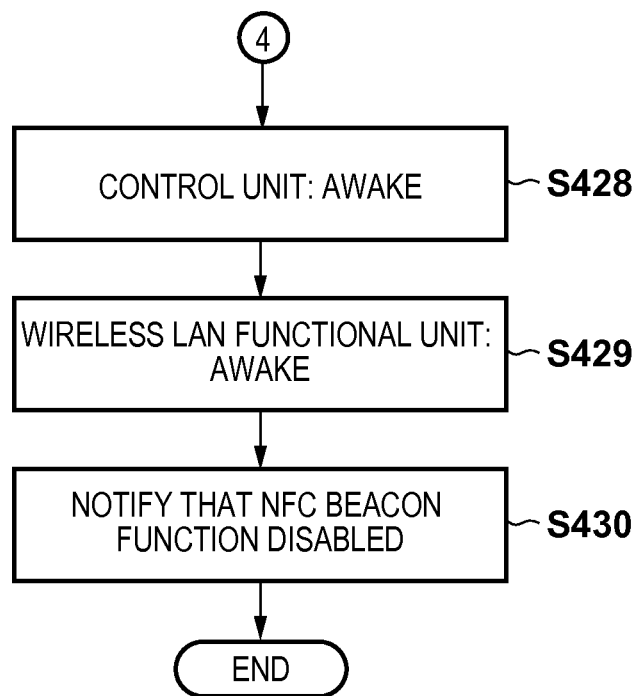 4
CONTROL UNIT: AWAKE
S428
WIRELESS LAN FUNCTIONAL UNIT:
AWAKE
S429
NOTIFY THAT NFC BEACON
FUNCTION DISABLED
S430
END